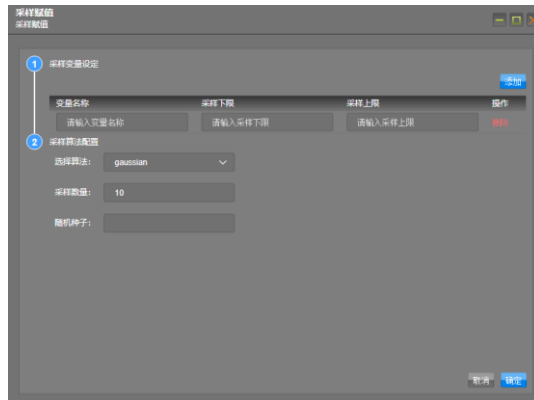 采样赋值
采样赋值
1 采样变量设定
添加
变量名称 采样下限 采样上限 操作
请输入变量名称 请输入采样下限 请输入采样上限 删除
2 采样算法配置
选择算法： gaussian
采样数量： 10
随机种子：
取消 确定